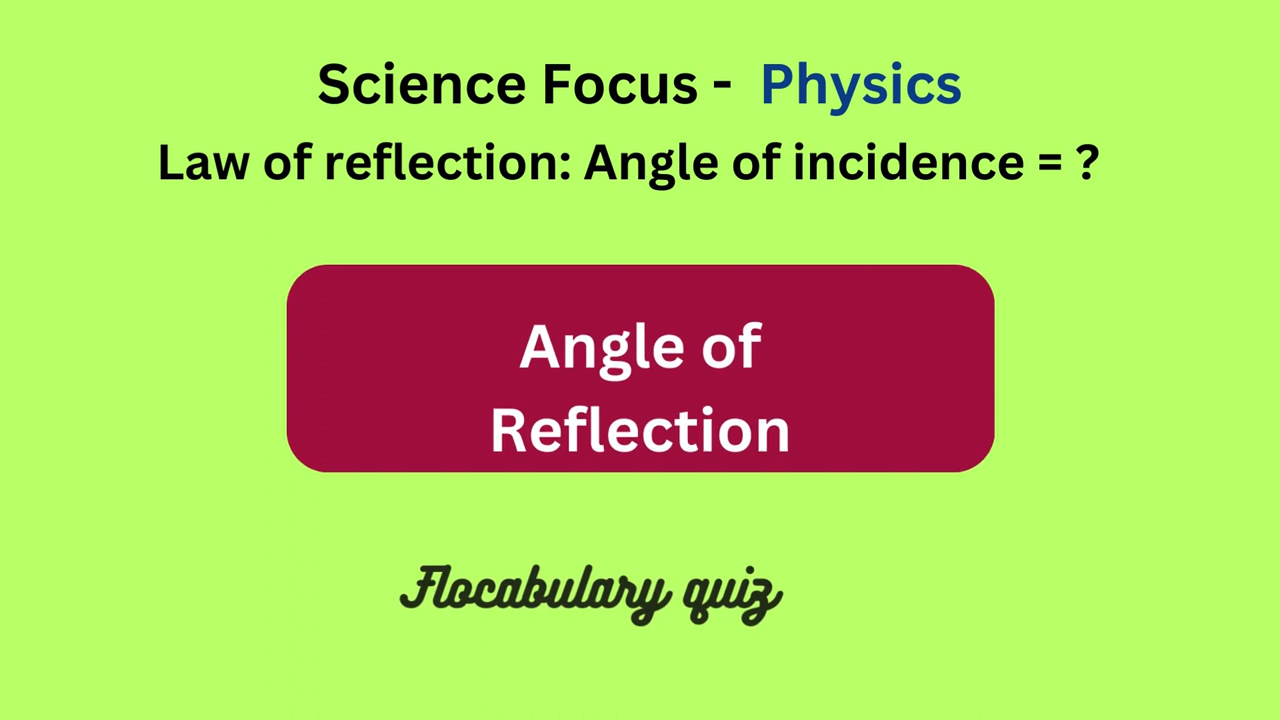 Science Focus - Physics
Law of reflection: Angle of incidence = ?
Angle of
Reflection
Flocabulary quiz